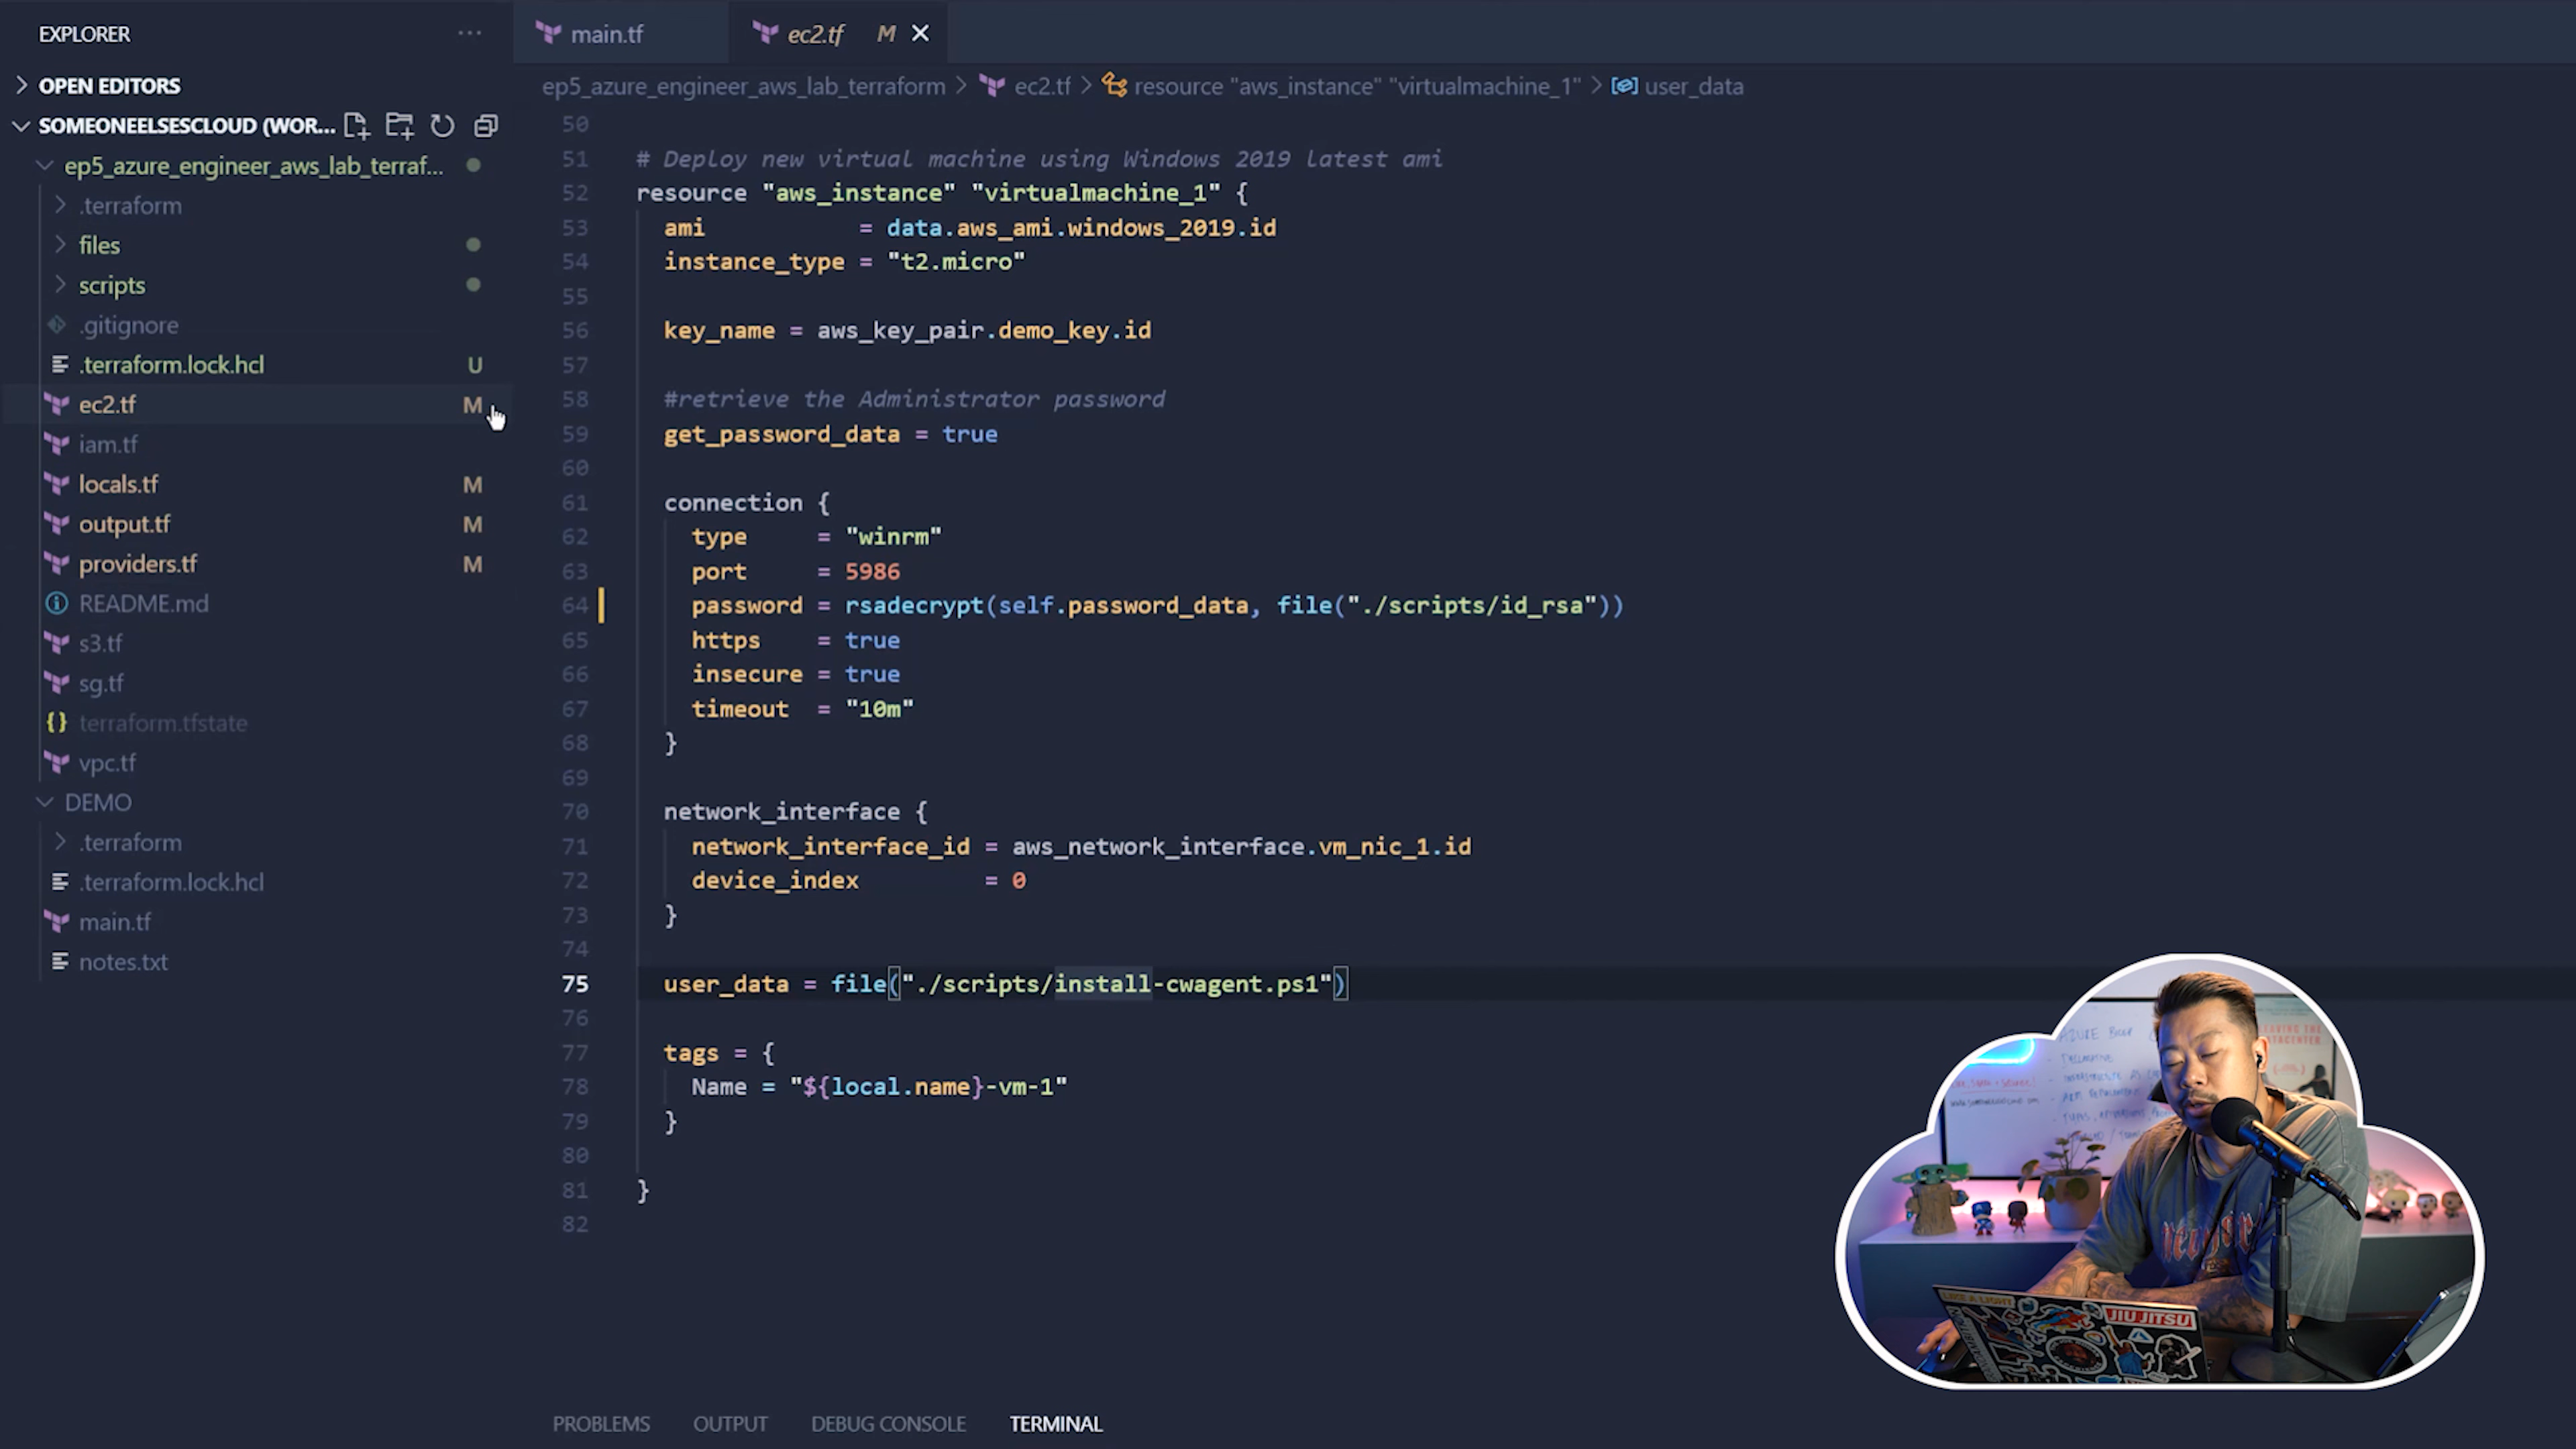 EXPLORER
OPEN EDITORS
SOMEONEELSESCLOUD (WOR...
ep5_azure_engineer_aws_lab_terraf...
.terraform
files
scripts
.gitignore
.terraform.lock.hcl U
ec2.tf M
iam.tf
locals.tf M
output.tf M
providers.tf M
README.md
s3.tf
sg.tf
terraform.tfstate
vpc.tf
DEMO
.terraform
.terraform.lock.hcl
main.tf
notes.txt
main.tf ec2.tf M
ep5_azure_engineer_aws_lab_terraform > ec2.tf > resource "aws_instance" "virtualmachine_1" > user_data
50
51 # Deploy new virtual machine using Windows 2019 latest ami
52 resource "aws_instance" "virtualmachine_1" {
53 ami = data.aws_ami.windows_2019.id
54 instance_type = "t2.micro"
55
56 key_name = aws_key_pair.demo_key.id
57
58 #retrieve the Administrator password
59 get_password_data = true
60
61 connection {
62 type = "winrm"
63 port = 5986
64 password = rsadecrypt(self.password_data, file("./scripts/id_rsa"))
65 https = true
66 insecure = true
67 timeout = "10m"
68 }
69
70 network_interface {
71 network_interface_id = aws_network_interface.vm_nic_1.id
72 device_index = 0
73 }
74
75 user_data = file("./scripts/install-cwagent.ps1")
76
77 tags = {
78 Name = "${local.name}-vm-1"
79 }
80
81 }
82
PROBLEMS OUTPUT DEBUG CONSOLE TERMINAL
JIU JITSU